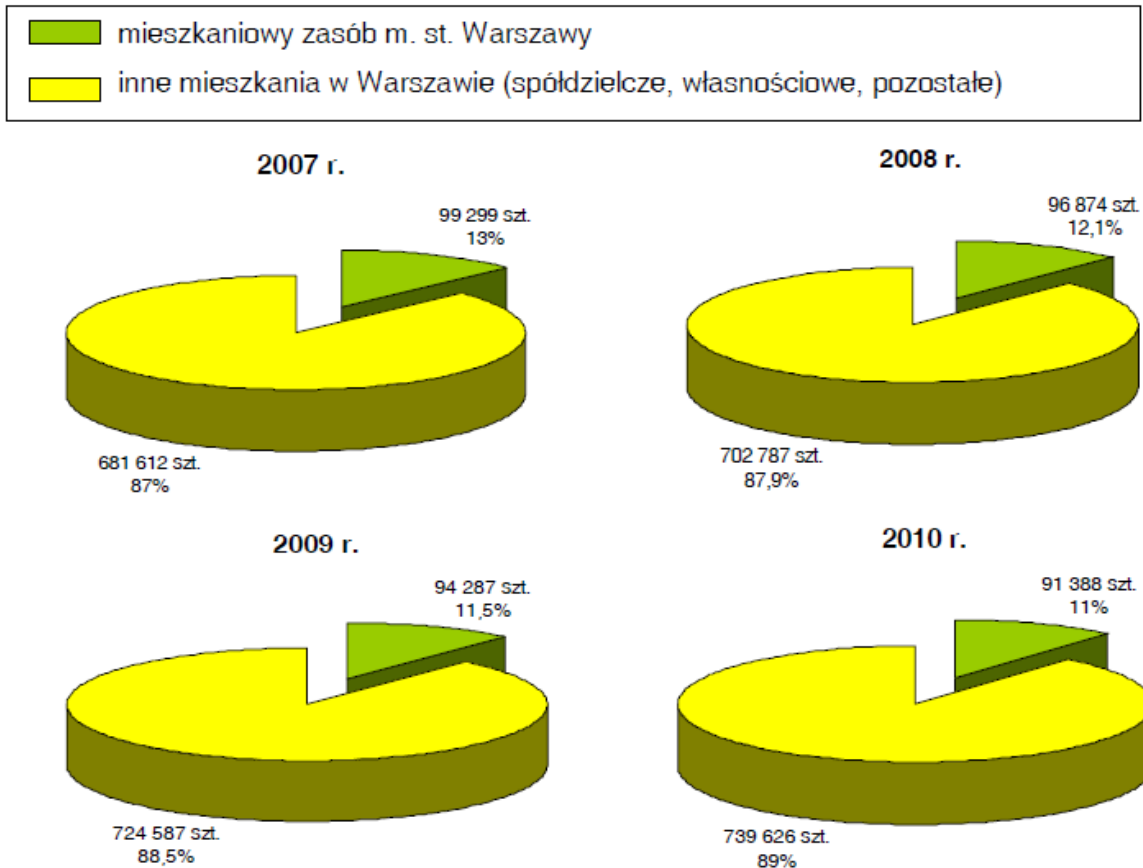 mieszkaniowy zasób m. st. Warszawy
inne mieszkania w Warszawie (spółdzielcze, własnościowe, pozostałe)
2007 r.
99 299 szt.
13%
681 612 szt.
87%
2008 r.
96 874 szt.
12,1%
702 787 szt.
87,9%
2009 r.
94 287 szt.
11,5%
724 587 szt.
88,5%
2010 r.
91 388 szt.
11%
739 626 szt.
89%